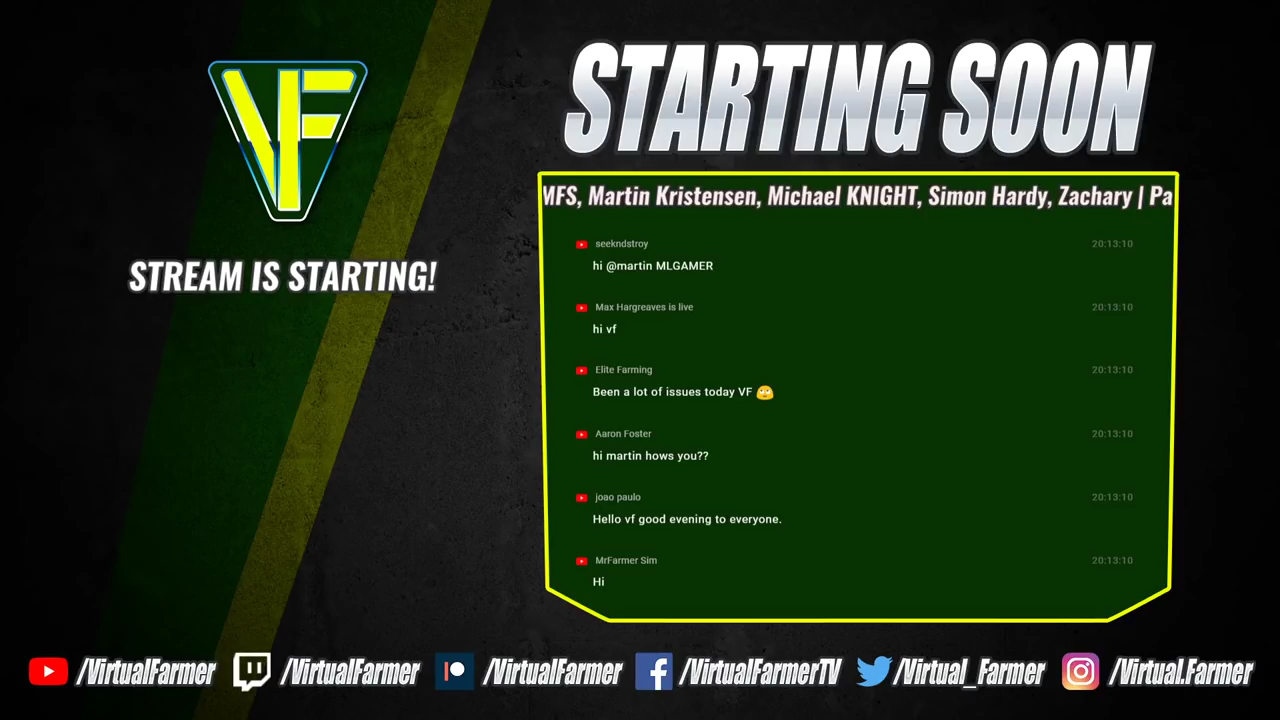 VF
STARTING SOON
STREAM IS STARTING!
MFS, Martin Kristensen, Michael KNIGHT, Simon Hardy, Zachary | Pa
seekndstroy 20:13:10
hi @martin MLGAMER
Max Hargreaves is live 20:13:10
hi vf
Elite Farming 20:13:10
Been a lot of issues today VF 🙄
Aaron Foster 20:13:10
hi martin hows you??
joao paulo 20:13:10
Hello vf good evening to everyone.
MrFarmer Sim 20:13:10
Hi
/VirtualFarmer /VirtualFarmer /VirtualFarmer /VirtualFarmerTV /Virtual_Farmer /Virtual.Farmer